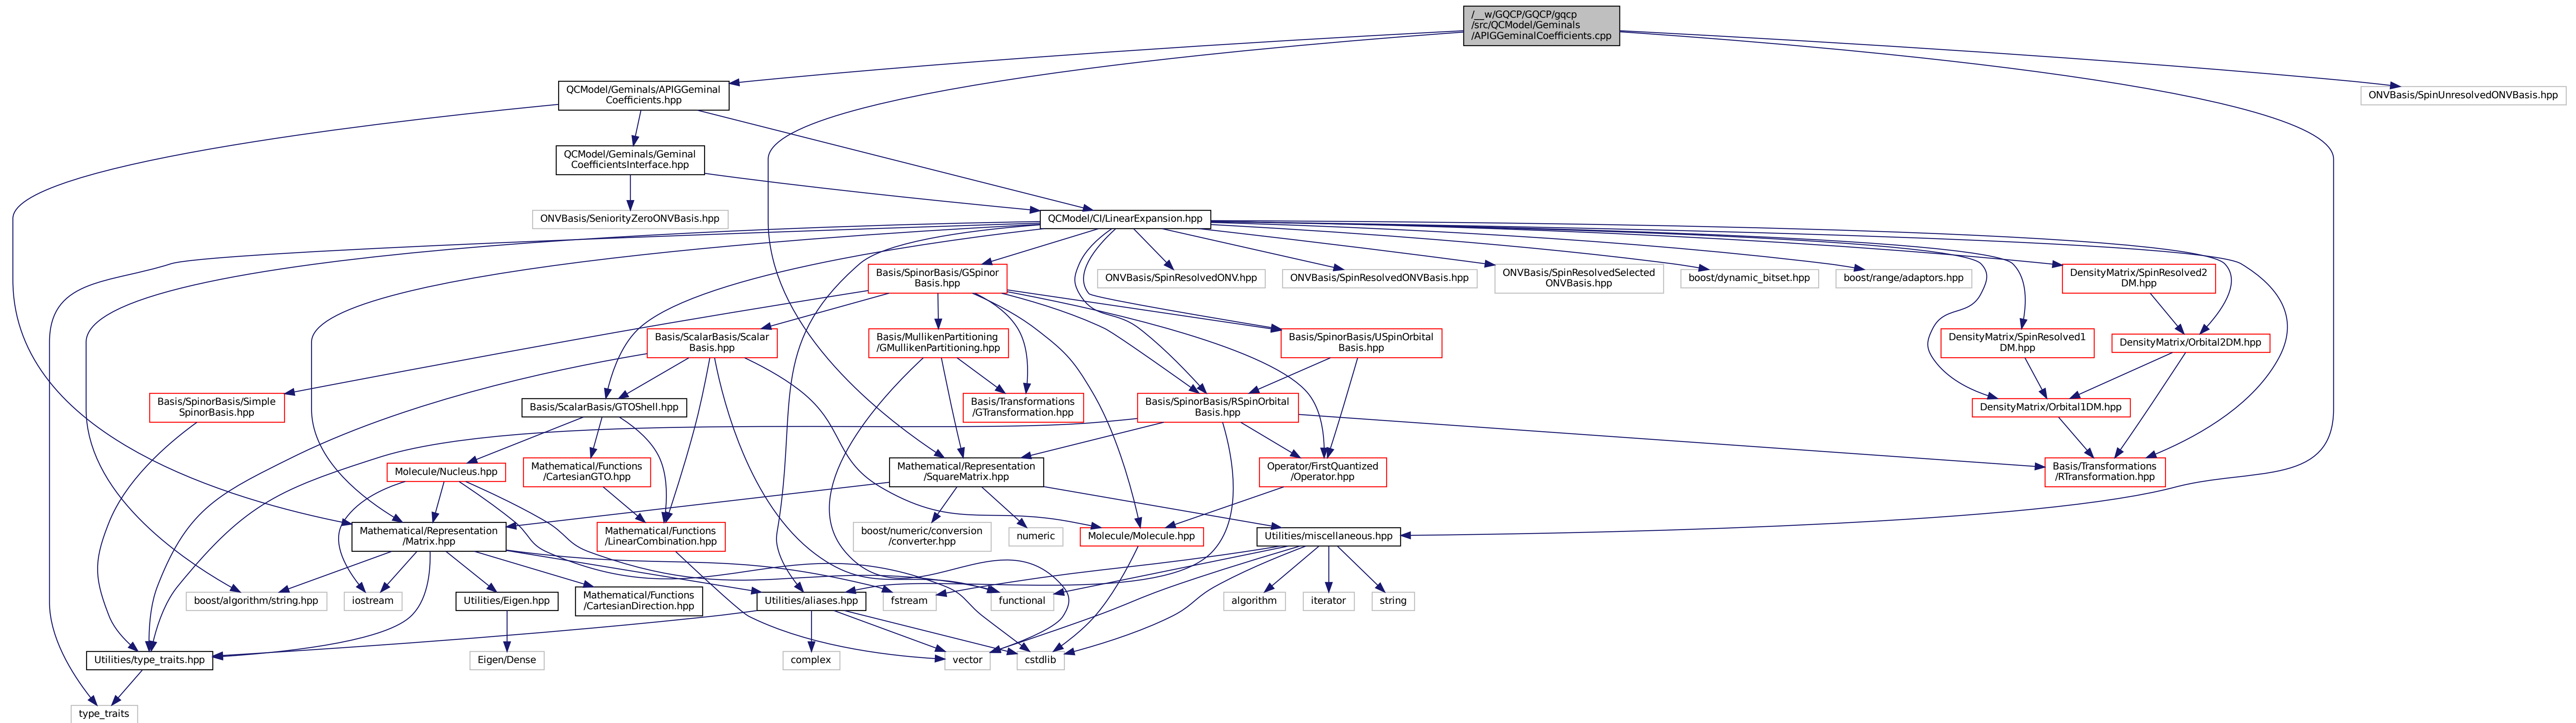 /__w/GQCP/GQCP/gqcp
/src/QCModel/Geminals
/APIGGeminalCoefficients.cpp
QCModel/Geminals/APIGGeminal
Coefficients.hpp
ONVBasis/SpinUnresolvedONVBasis.hpp
QCModel/Geminals/Geminal
CoefficientsInterface.hpp
ONVBasis/SeniorityZeroONVBasis.hpp
QCModel/CI/LinearExpansion.hpp
Basis/SpinorBasis/GSpinor
Basis.hpp
ONVBasis/SpinResolvedONV.hpp
ONVBasis/SpinResolvedONVBasis.hpp
ONVBasis/SpinResolvedSelected
ONVBasis.hpp
boost/dynamic_bitset.hpp
boost/range/adaptors.hpp
DensityMatrix/SpinResolved2
DM.hpp
Basis/ScalarBasis/Scalar
Basis.hpp
Basis/MullikenPartitioning
/GMullikenPartitioning.hpp
Basis/SpinorBasis/USpinOrbital
Basis.hpp
DensityMatrix/SpinResolved1
DM.hpp
DensityMatrix/Orbital2DM.hpp
Basis/SpinorBasis/Simple
SpinorBasis.hpp
Basis/ScalarBasis/GTOShell.hpp
Basis/Transformations
/GTransformation.hpp
Basis/SpinorBasis/RSpinOrbital
Basis.hpp
DensityMatrix/Orbital1DM.hpp
Molecule/Nucleus.hpp
Mathematical/Functions
/CartesianGTO.hpp
Mathematical/Representation
/SquareMatrix.hpp
Operator/FirstQuantized
/Operator.hpp
Basis/Transformations
/RTransformation.hpp
Mathematical/Representation
/Matrix.hpp
Mathematical/Functions
/LinearCombination.hpp
boost/numeric/conversion
/converter.hpp
numeric
Molecule/Molecule.hpp
Utilities/miscellaneous.hpp
boost/algorithm/string.hpp
iostream
Utilities/Eigen.hpp
Mathematical/Functions
/CartesianDirection.hpp
Utilities/aliases.hpp
fstream
functional
algorithm
iterator
string
Utilities/type_traits.hpp
Eigen/Dense
complex
vector
cstdlib
type_traits